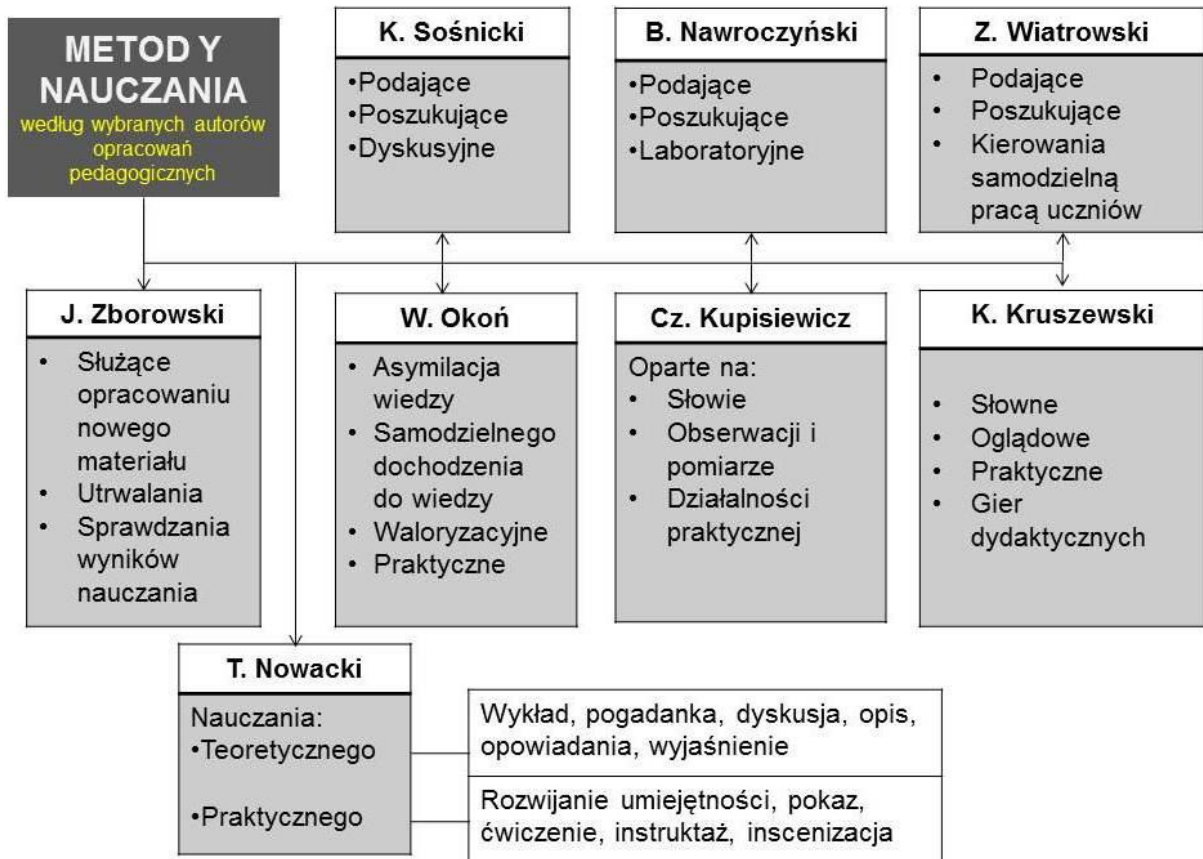 METOD Y
NAUCZANIA
według wybranych autorów
opracowań
pedagogicznych
K. Sośnicki
•Podające
•Poszukujące
•Dyskusyjne
B. Nawroczyński
•Podające
•Poszukujące
•Laboratoryjne
Z. Wiatrowski
• Podające
• Poszukujące
• Kierowania
samodzielną
pracą uczniów
J. Zborowski
• Służące
opracowaniu
nowego
materiału
• Utrwalania
• Sprawdzania
wyników
nauczania
W. Okoń
• Asymilacja
wiedzy
• Samodzielnego
dochodzenia
do wiedzy
• Waloryzacyjne
• Praktyczne
Cz. Kupisiewicz
Oparte na:
• Słowie
• Obserwacji i
pomiarze
• Działalności
praktycznej
K. Kruszewski
• Słowne
• Oglądowe
• Praktyczne
• Gier
dydaktycznych
T. Nowacki
Nauczania:
•Teoretycznego
•Praktycznego
Wykład, pogadanka, dyskusja, opis,
opowiadania, wyjaśnienie
Rozwijanie umiejętności, pokaz,
ćwiczenie, instruktaż, inscenizacja